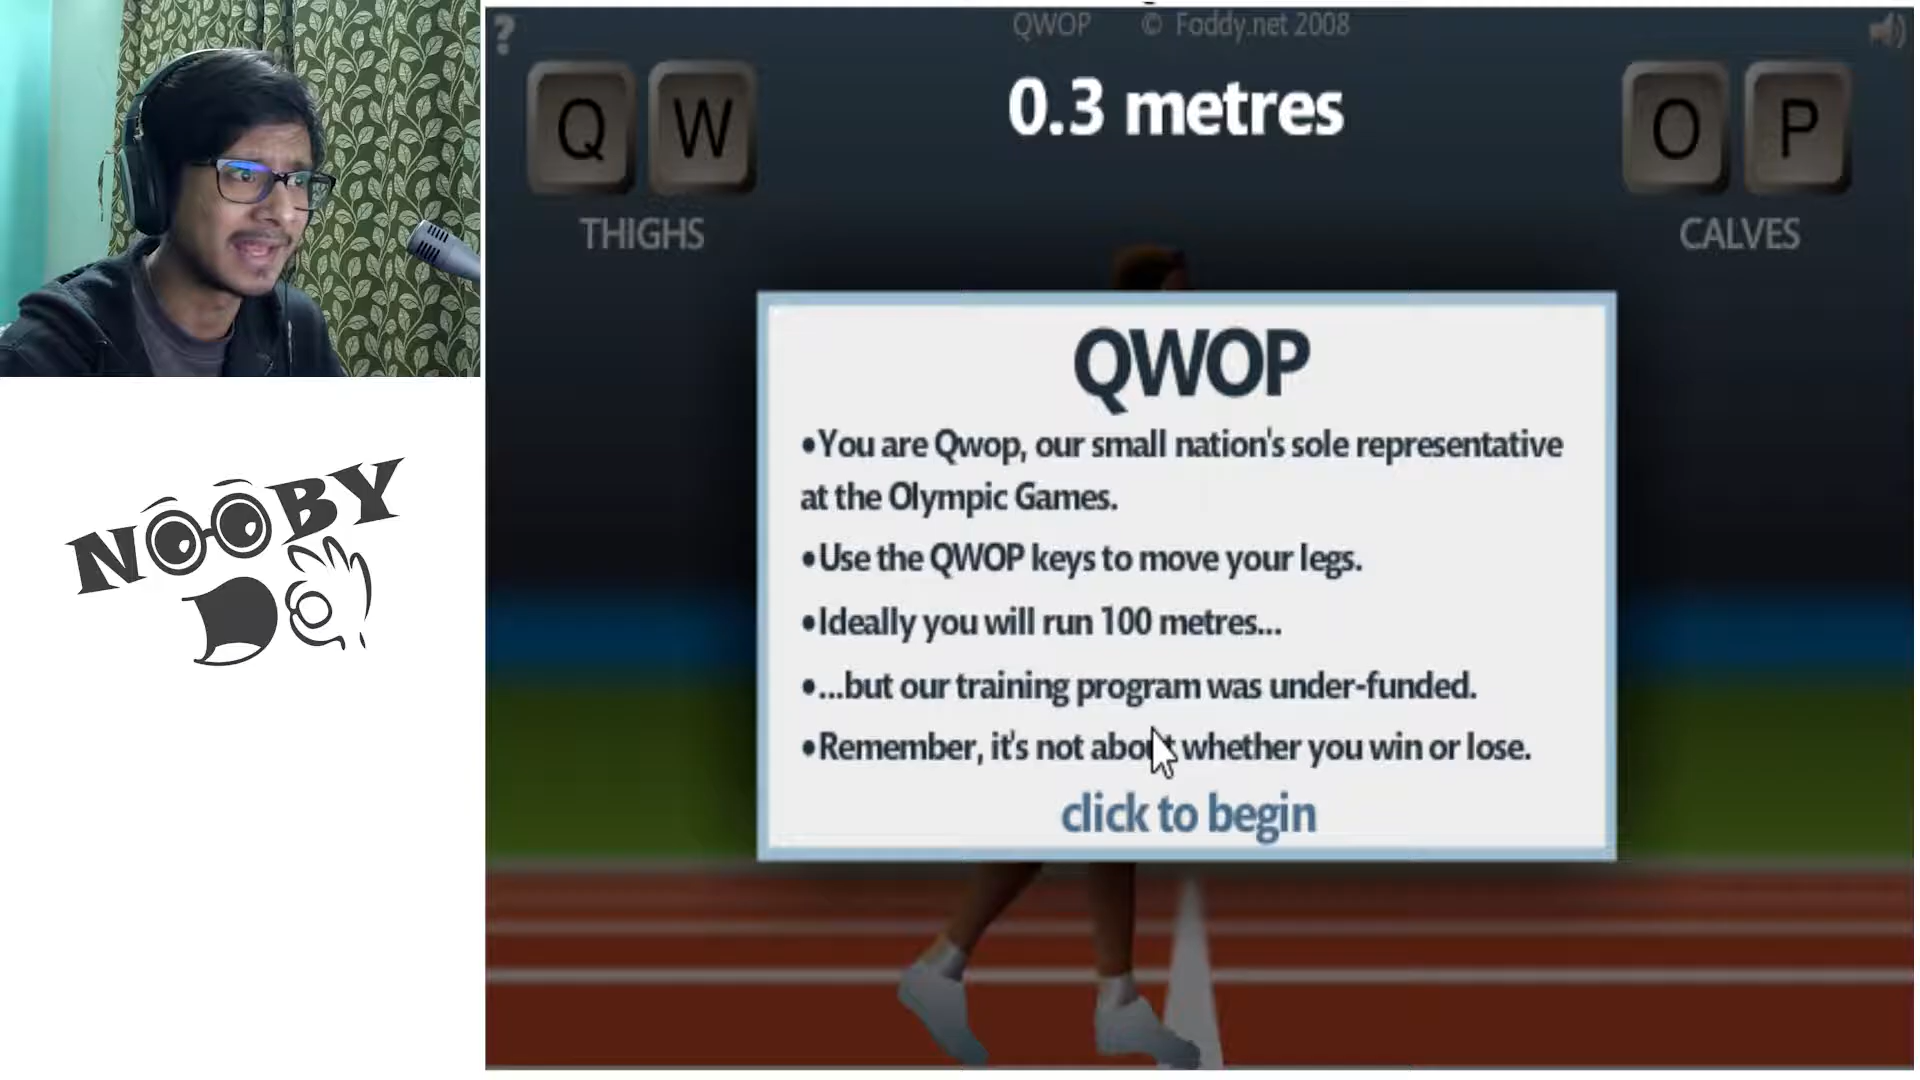 ? QWOP © Foddy.net 2008
Q W 0.3 metres O P
THIGHS CALVES
QWOP
•You are Qwop, our small nation's sole representative
at the Olympic Games.
•Use the QWOP keys to move your legs.
•Ideally you will run 100 metres...
•...but our training program was under-funded.
•Remember, it's not about whether you win or lose.
click to begin
NOOBY